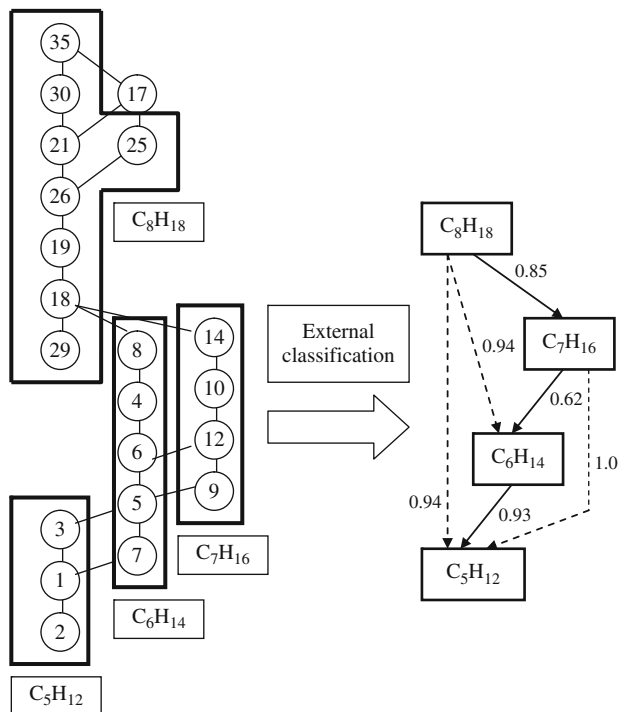 35
30
17
21
25
26
C₈H₁₈
19
18
29
8
14
4
10
6
12
5
9
3
7
C₇H₁₆
1
C₆H₁₄
2
C₅H₁₂
External
classification
C₈H₁₈
0.85
C₇H₁₆
0.94
0.62
C₆H₁₄
1.0
0.94
0.93
C₅H₁₂